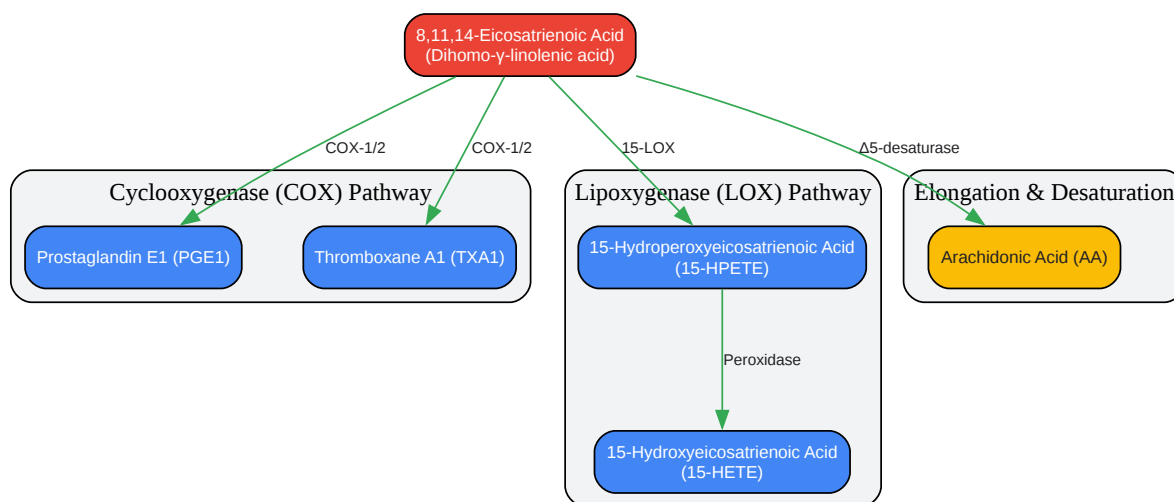 8,11,14-Eicosatrienoic Acid
(Dihomo-γ-linolenic acid)
COX-1/2
COX-1/2
15-LOX
Δ5-desaturase
Cyclooxygenase (COX) Pathway
Lipoxygenase (LOX) Pathway
Elongation & Desaturation
Prostaglandin E1 (PGE1)
Thromboxane A1 (TXA1)
15-Hydroperoxyeicosatrienoic Acid
(15-HPETE)
Arachidonic Acid (AA)
Peroxidase
15-Hydroxyeicosatrienoic Acid
(15-HETE)